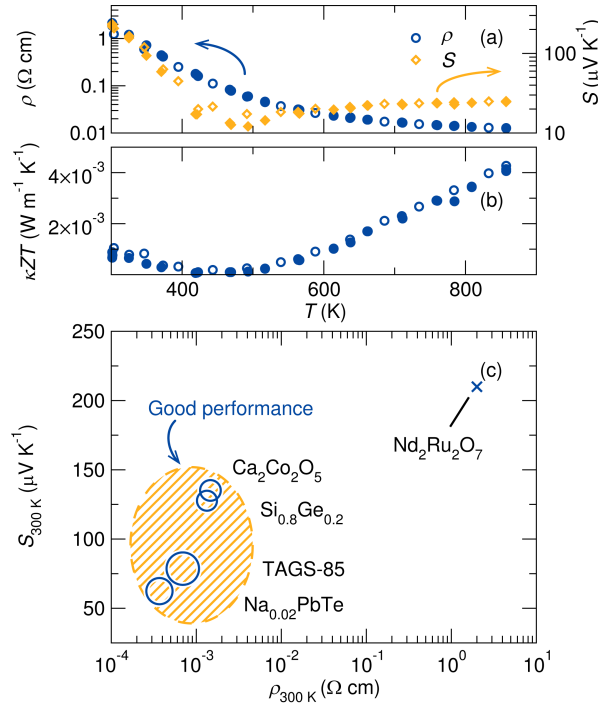 1
0.1
0.01
ρ (Ω cm)
ρ
S
(a)
100
10
S (μV K⁻¹)
4×10⁻³
2×10⁻³
κZT (W m⁻¹ K⁻¹)
(b)
400
600
800
T (K)
250
200
150
100
50
S₃₀₀ K (μV K⁻¹)
(c)
Nd₂Ru₂O₇
Good performance
Ca₂Co₂O₅
Si₀.₈Ge₀.₂
TAGS-85
Na₀.₀₂PbTe
10⁻⁴
10⁻³
10⁻²
10⁻¹
10⁰
10¹
ρ₃₀₀ K (Ω cm)